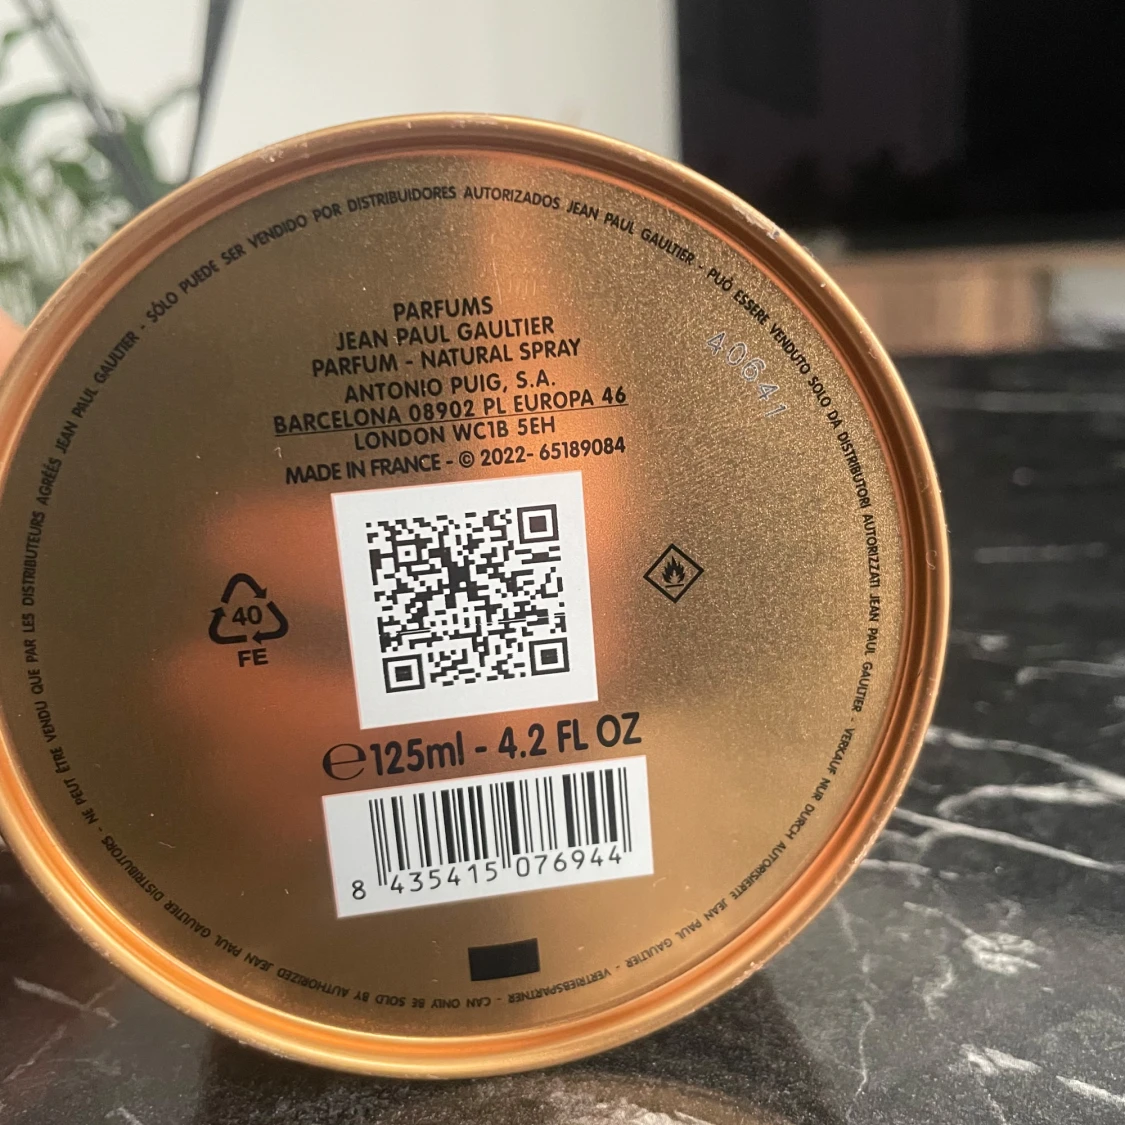 SÓLO PUEDE SER VENDIDO POR DISTRIBUIDORES AUTORIZADOS JEAN PAUL GAULTIER - PUÒ ESSERE VENDUTO SOLO DA DISTRIBUTORI AUTORIZZATI JEAN PAUL GAULTIER - VERKAUF NUR DURCH AUTORISIERTE JEAN PAUL GAULTIER - VERTRIEBSPARTNER - CAN ONLY BE SOLD BY AUTHORIZED JEAN PAUL GAULTIER DISTRIBUTORS - NE PEUT ÊTRE VENDU QUE PAR LES DISTRIBUTEURS AGRÉÉS JEAN PAUL GAULTIER -
PARFUMS
JEAN PAUL GAULTIER
PARFUM - NATURAL SPRAY
ANTONIO PUIG, S.A.
BARCELONA 08902 PL EUROPA 46
LONDON WC1B 5EH
MADE IN FRANCE - © 2022- 65189084
40641
40
FE
℮125ml - 4.2 FL OZ
8 435415 076944